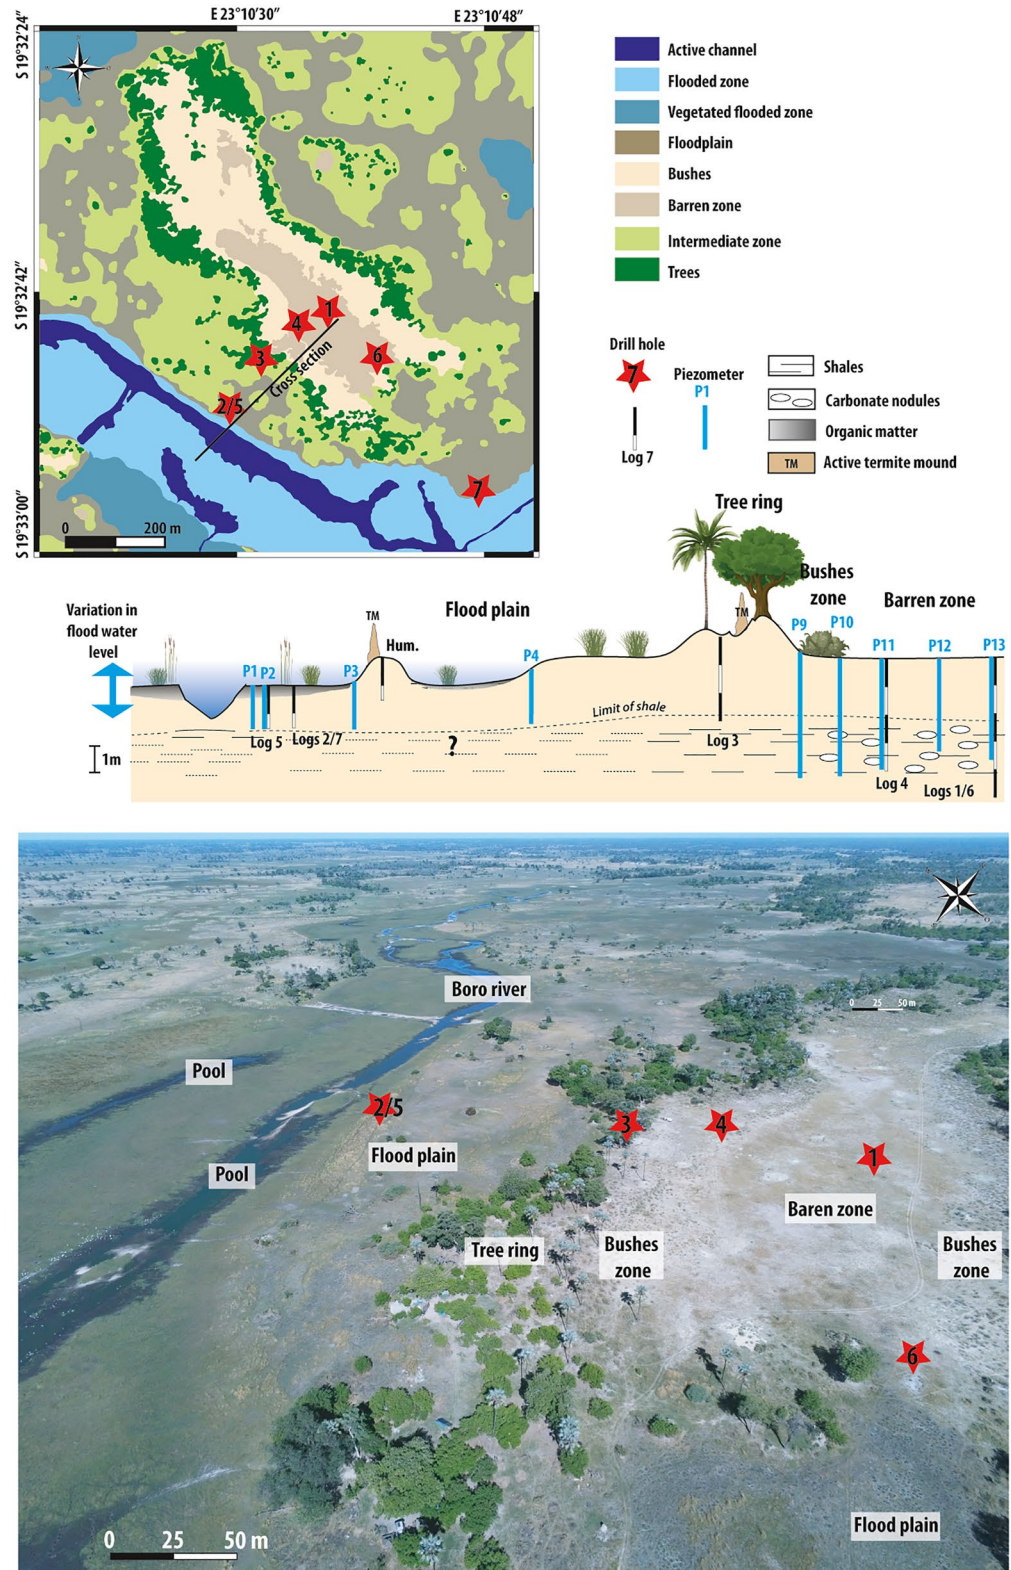 E 23°10'30"
E 23°10'48"
S 19°32'24"
S 19°32'42"
S 19°33'00"
1
4
3
6
2/5
7
Cross section
0 200 m
Active channel
Flooded zone
Vegetated flooded zone
Floodplain
Bushes
Barren zone
Intermediate zone
Trees
Drill hole
7
Log 7
Piezometer
P1
Shales
Carbonate nodules
Organic matter
TM
Active termite mound
Tree ring
Bushes
zone
Barren zone
Flood plain
Variation in
flood water
level
TM
Hum.
TM
P1
P2
P3
P4
P9
P10
P11
P12
P13
Limit of shale
Log 5
Logs 2/7
?
Log 3
Log 4
Logs 1/6
1m
Boro river
0 25 50 m
Pool
2/5
3
4
1
Flood plain
Pool
Baren zone
Tree ring
Bushes
zone
Bushes
zone
6
Flood plain
0 25 50 m